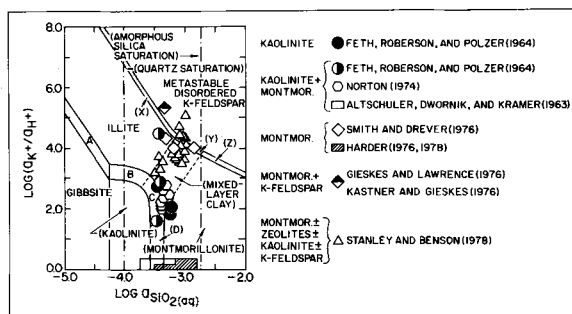 (AMORPHOUS
SILICA
SATURATION)
(QUARTZ SATURATION)
METASTABLE
DISORDERED
K-FELDSPAR
(X)
(Y)
(Z)
ILLITE
A
B
C
(D)
GIBBSITE
(MIXED-
LAYER
CLAY)
(KAOLINITE)
(MONTMORILLONITE)
LOG(aK+/aH+)
8.0
6.0
4.0
2.0
0.0
-5.0
-4.0
-3.0
-2.0
LOG aSiO2(aq)
KAOLINITE
FETH, ROBERSON, AND POLZER (1964)
KAOLINITE+
MONTMOR.
FETH, ROBERSON, AND POLZER (1964)
NORTON (1974)
ALTSCHULER, DWORNIK, AND KRAMER (1963)
MONTMOR.
SMITH AND DREVER (1976)
HARDER (1976, 1978)
MONTMOR.+
K-FELDSPAR
GIESKES AND LAWRENCE (1976)
KASTNER AND GIESKES (1976)
MONTMOR.±
ZEOLITES±
KAOLINITE±
K-FELDSPAR
STANLEY AND BENSON (1978)